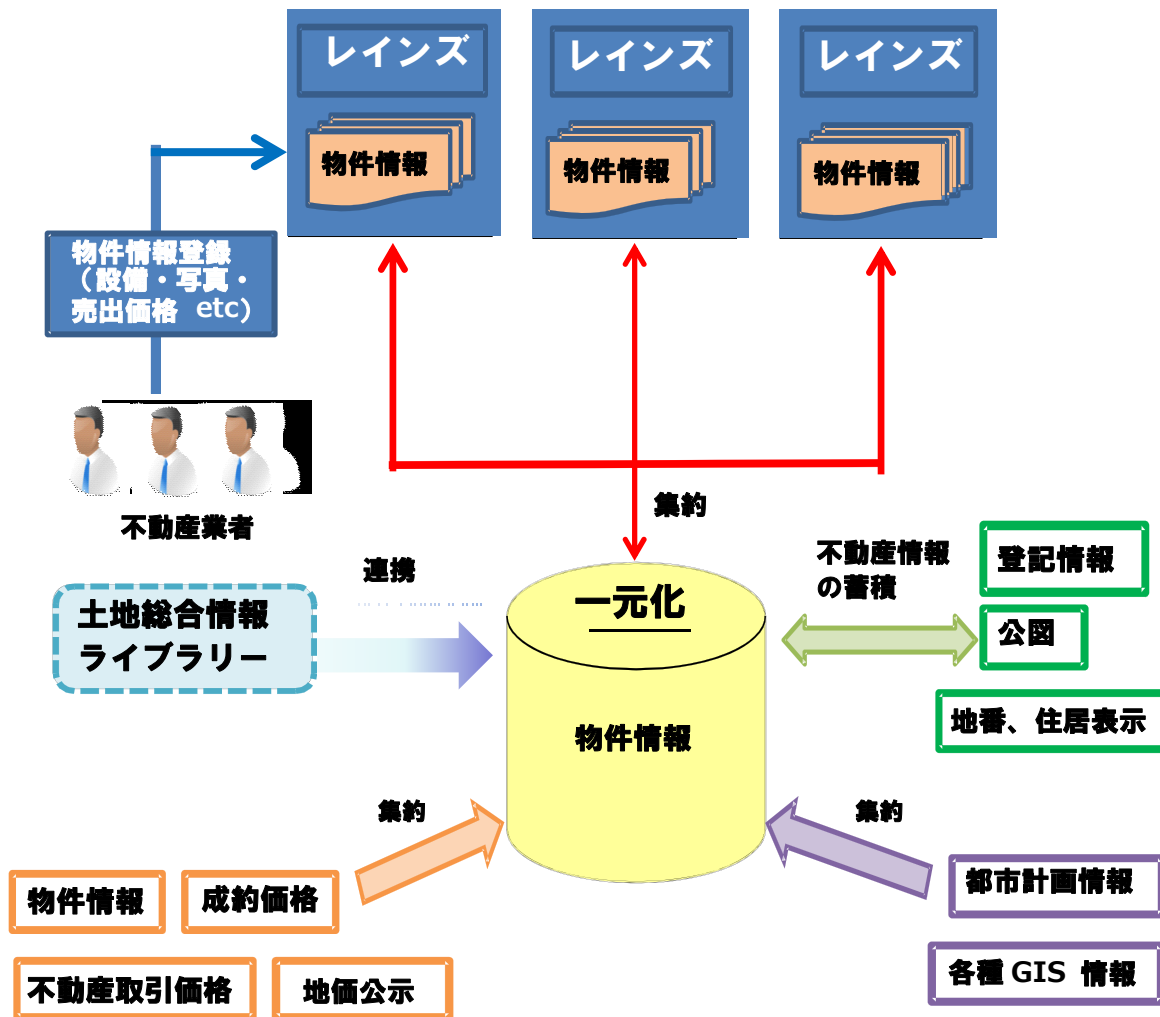 レインズ
レインズ
レインズ
物件情報
物件情報
物件情報
物件情報登録
（設備・写真・
売出価格 etc）
不動産業者
集約
連携
土地総合情報
ライブラリー
一元化
物件情報
不動産情報
の蓄積
登記情報
公図
地番、住居表示
集約
集約
物件情報
成約価格
不動産取引価格
地価公示
都市計画情報
各種 GIS 情報